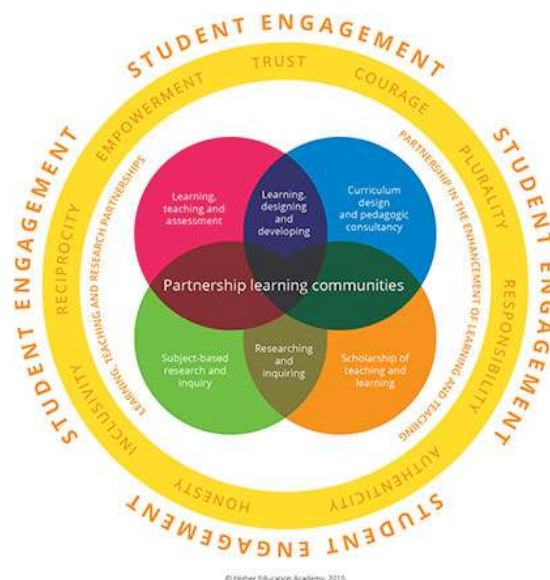 STUDENT ENGAGEMENT
STUDENT ENGAGEMENT
STUDENT ENGAGEMENT
STUDENT ENGAGEMENT
TRUST
COURAGE
PLURALITY
RESPONSIBILITY
AUTHENTICITY
HONESTY
INCLUSIVITY
RECIPROCITY
EMPOWERMENT
LEARNING, TEACHING AND RESEARCH PARTNERSHIPS
PARTNERSHIP IN THE ENHANCEMENT OF LEARNING AND TEACHING
Learning,
teaching and
assessment
Learning,
designing
and
developing
Curriculum
design
and pedagogic
consultancy
Partnership learning communities
Subject-based
research and
inquiry
Researching
and
inquiring
Scholarship of
teaching and
learning
© Higher Education Academy, 2015